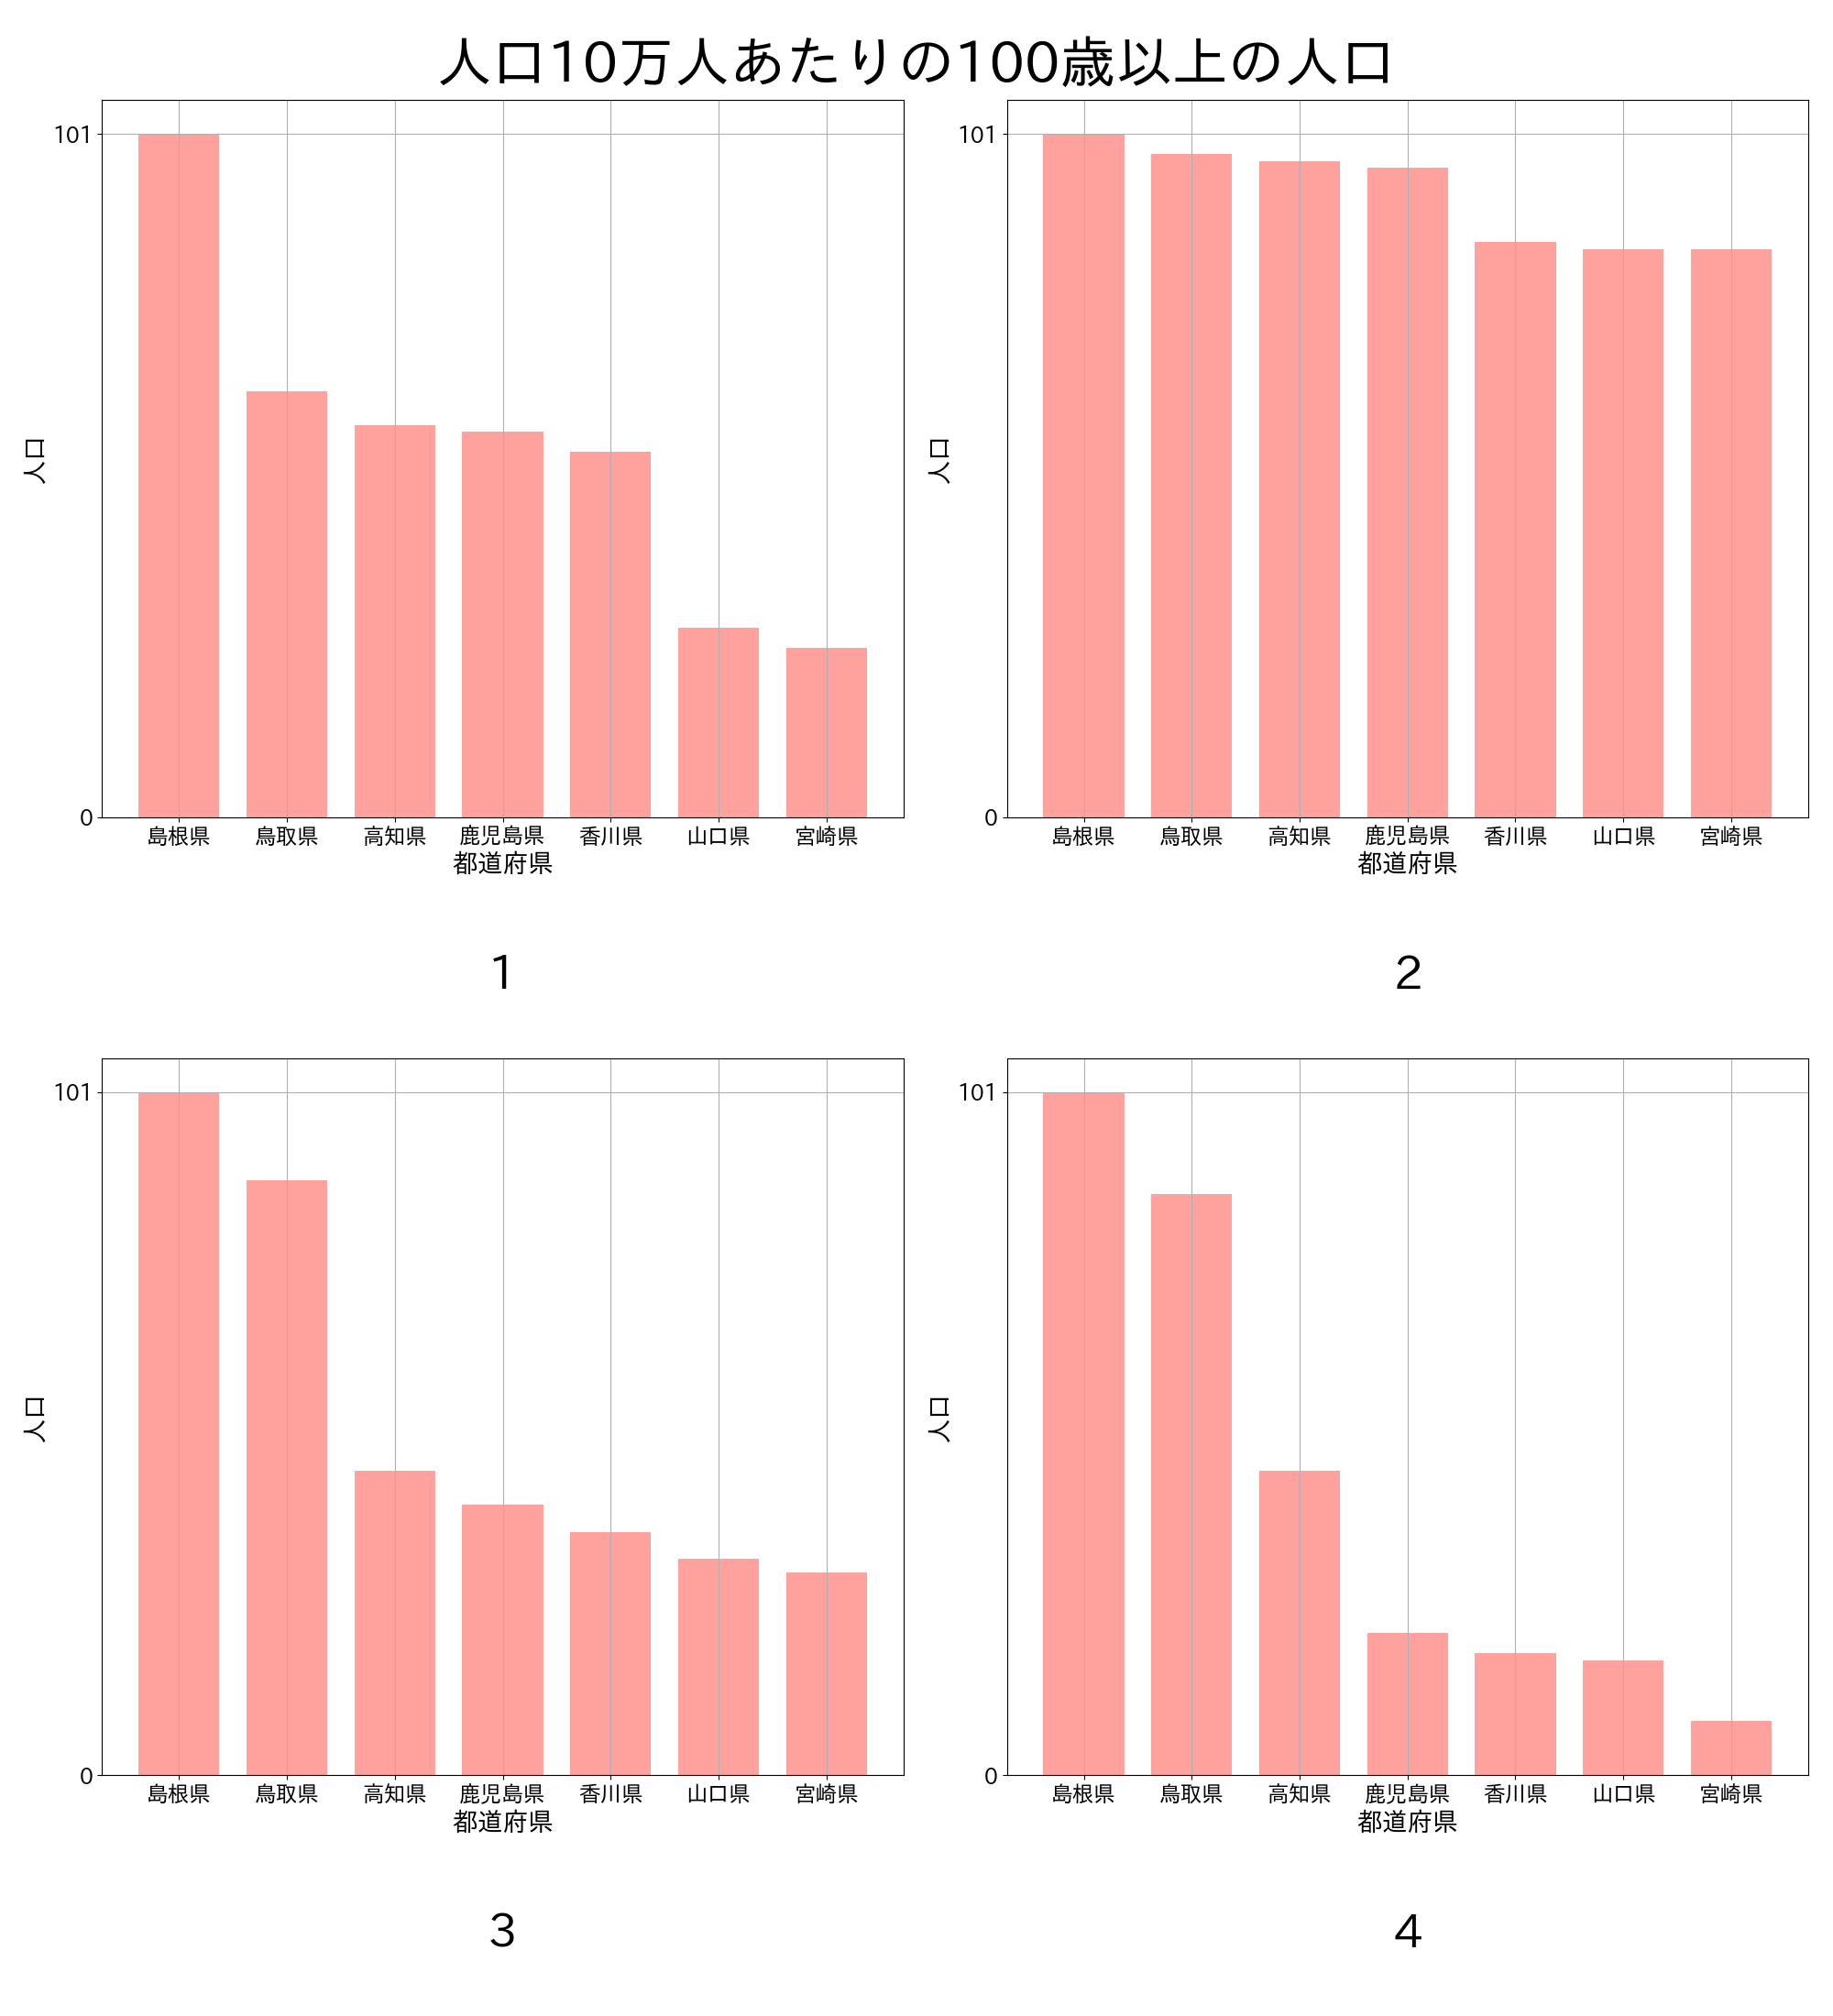 人口10万人あたりの100歳以上の人口
101
0
人口
島根県 鳥取県 高知県 鹿児島県 香川県 山口県 宮崎県
都道府県
1
101
0
人口
島根県 鳥取県 高知県 鹿児島県 香川県 山口県 宮崎県
都道府県
2
101
0
人口
島根県 鳥取県 高知県 鹿児島県 香川県 山口県 宮崎県
都道府県
3
101
0
人口
島根県 鳥取県 高知県 鹿児島県 香川県 山口県 宮崎県
都道府県
4